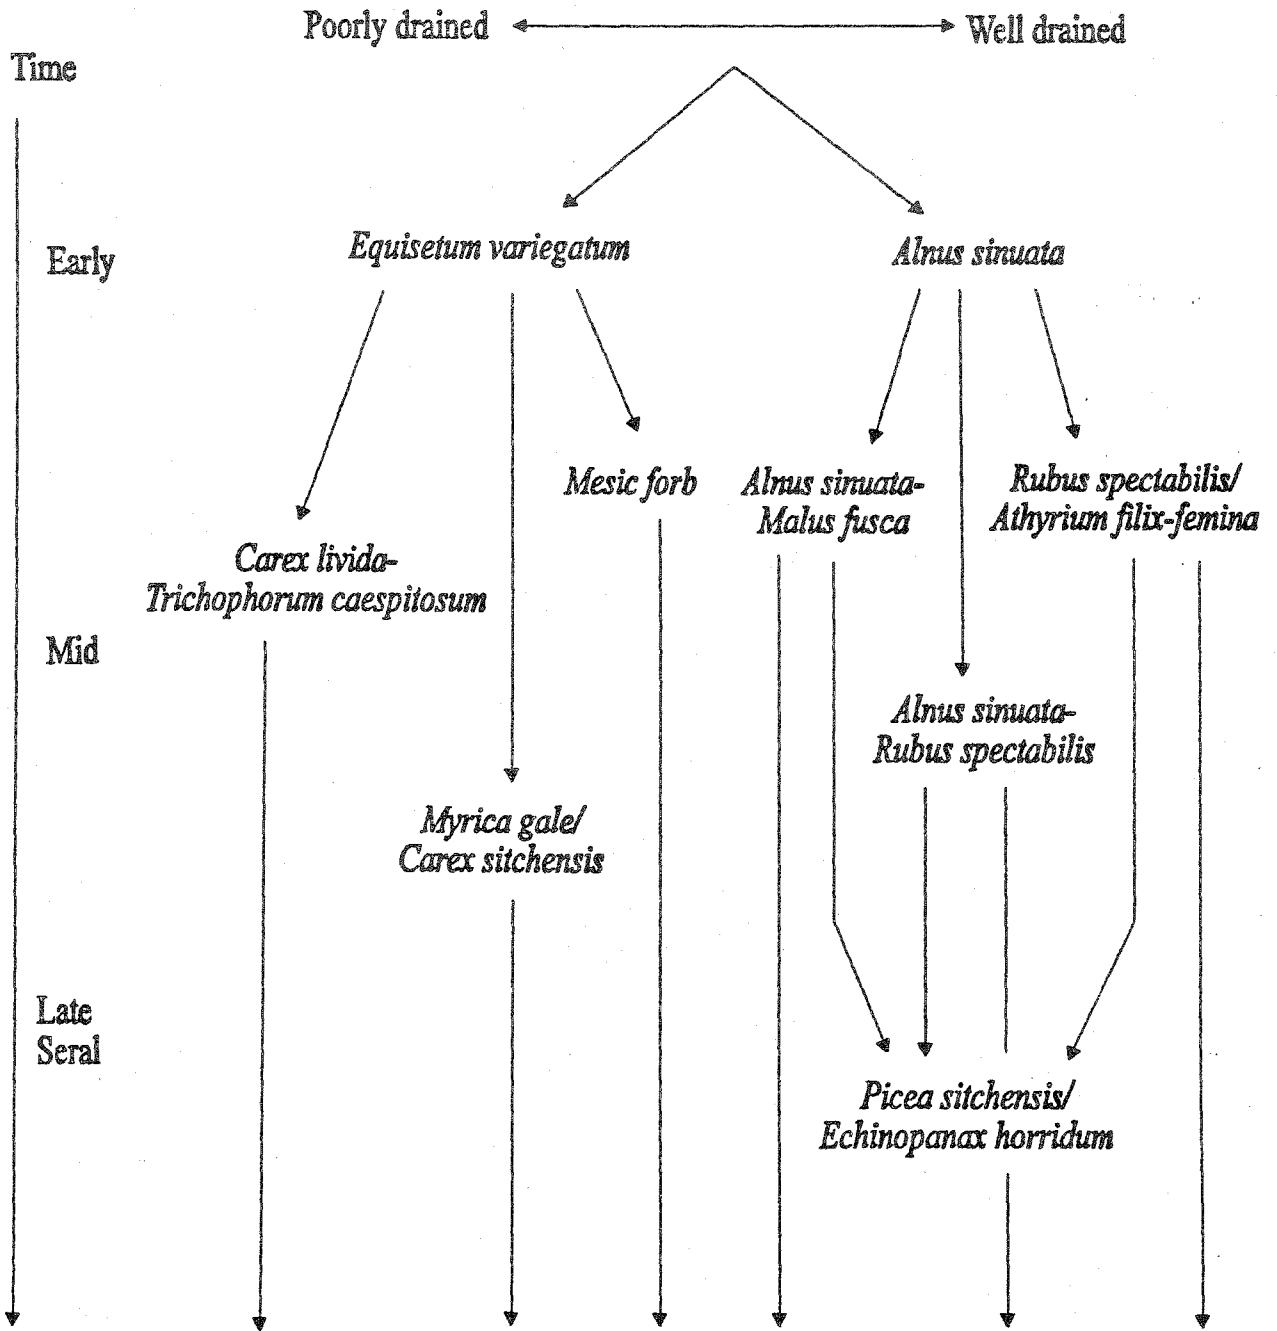 Poorly drained
Well drained
Time
Early
Equisetum variegatum
Alnus sinuata
Mesic forb
Alnus sinuata-
Malus fusca
Rubus spectabilis/
Athyrium filix-femina
Carex livida-
Trichophorum caespitosum
Mid
Alnus sinuata-
Rubus spectabilis
Myrica gale/
Carex sitchensis
Late
Seral
Picea sitchensis/
Echinopanax horridum